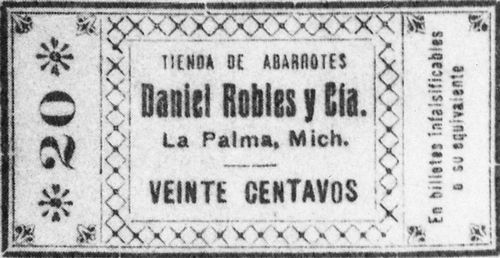 * 20 *
TIENDA DE ABARROTES
Daniel Robles y Cía.
La Palma, Mich.
VEINTE CENTAVOS
En billetes infalsificables
o su equivalente